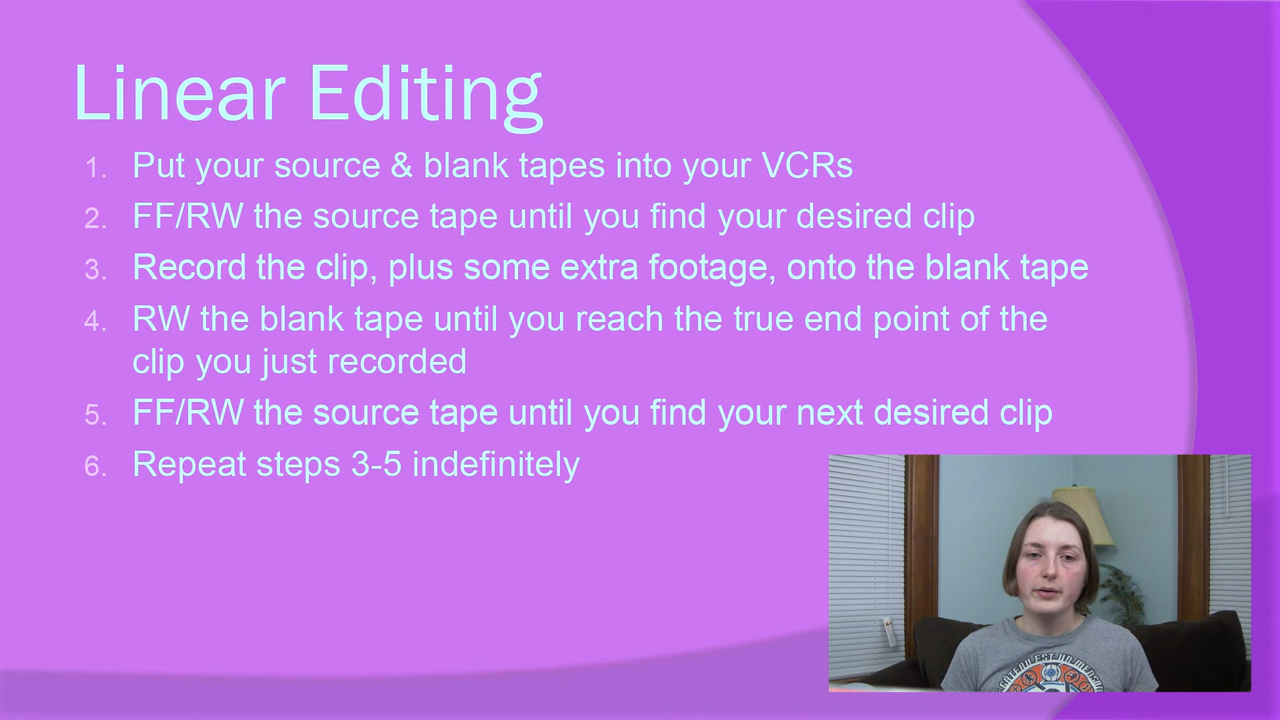 Linear Editing
1. Put your source & blank tapes into your VCRs
2. FF/RW the source tape until you find your desired clip
3. Record the clip, plus some extra footage, onto the blank tape
4. RW the blank tape until you reach the true end point of the
clip you just recorded
5. FF/RW the source tape until you find your next desired clip
6. Repeat steps 3-5 indefinitely